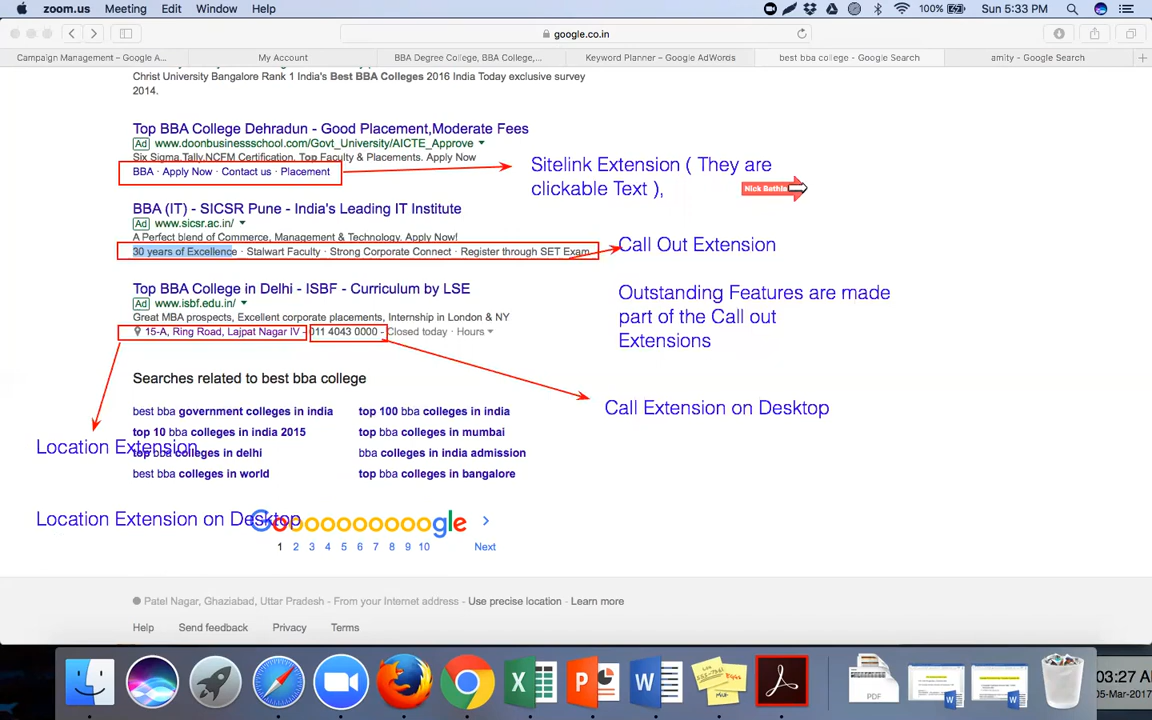 zoom.us Meeting Edit Window Help 100% Sun 5:33 PM
google.co.in
Campaign Management – Google A... My Account BBA Degree College, BBA College,... Keyword Planner – Google AdWords best bba college - Google Search amity - Google Search
Christ University Bangalore Rank 1 India's Best BBA Colleges 2016 India Today exclusive survey
2014.
Top BBA College Dehradun - Good Placement,Moderate Fees
Ad www.doonbusinessschool.com/Govt_University/AICTE_Approve
Six Sigma,Tally,NCFM Certification, Top Faculty & Placements. Apply Now
BBA · Apply Now · Contact us · Placement
Sitelink Extension ( They are
clickable Text ),
Nick
BBA (IT) - SICSR Pune - India's Leading IT Institute
Ad www.sicsr.ac.in/
A Perfect blend of Commerce, Management & Technology. Apply Now!
30 years of Excellence · Stalwart Faculty · Strong Corporate Connect · Register through SET Exam
Call Out Extension
Outstanding Features are made
part of the Call out
Extensions
Top BBA College in Delhi - ISBF - Curriculum by LSE
Ad www.isbf.edu.in/
Great MBA prospects, Excellent corporate placements, Internship in London & NY
15-A, Ring Road, Lajpat Nagar IV - 011 4043 0000 - Closed today · Hours
Call Extension on Desktop
Searches related to best bba college
best bba government colleges in india top 100 bba colleges in india
top 10 bba colleges in india 2015 top bba colleges in mumbai
Location Extension
top bba colleges in delhi bba colleges in india admission
best bba colleges in world top bba colleges in bangalore
Location Extension on Desktop
Gooooooooogle
1 2 3 4 5 6 7 8 9 10 Next
Patel Nagar, Ghaziabad, Uttar Pradesh - From your Internet address - Use precise location - Learn more
Help Send feedback Privacy Terms
PDF
03:27
05-Mar-2017